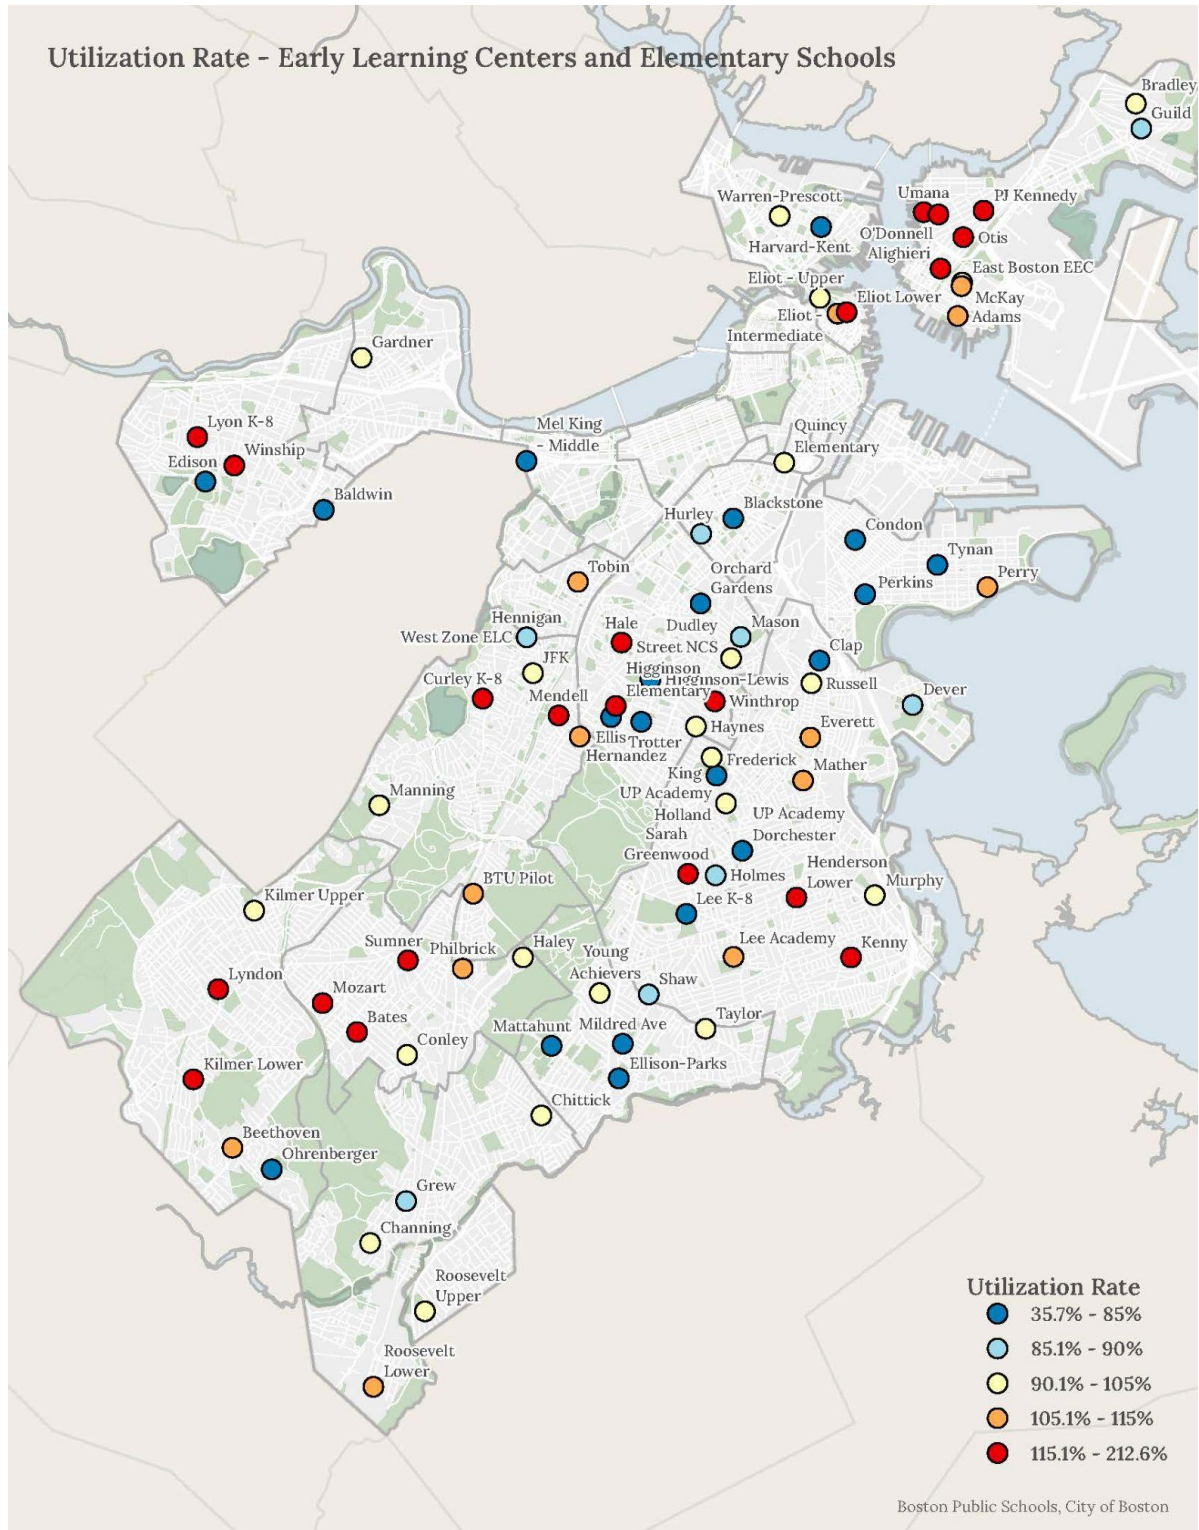 Utilization Rate - Early Learning Centers and Elementary Schools
Bradley
Guild
Warren-Prescott
Umana
PJ Kennedy
Harvard-Kent
O'Donnell
Otis
Alighieri
East Boston EEC
Eliot - Upper
Eliot Lower
McKay
Eliot -
Intermediate
Adams
Gardner
Lyon K-8
Winship
Edison
Baldwin
Mel King
- Middle
Quincy
Elementary
Blackstone
Hurley
Condon
Tynan
Perry
Perkins
Tobin
Orchard
Gardens
Hennigan
West Zone ELC
Hale
Dudley
Street NCS
Mason
Clap
JFK
Higginson
Higginson-Lewis
Elementary
Curley K-8
Mendell
Winthrop
Russell
Dever
Ellis
Trotter
Hernandez
Haynes
Everett
Frederick
King
Mather
Manning
UP Academy
Holland
UP Academy
Dorchester
Sarah
Greenwood
Holmes
Henderson
Lower
Murphy
BTU Pilot
Kilmer Upper
Lee K-8
Sumner
Philbrick
Haley
Young
Achievers
Lee Academy
Kenny
Lyndon
Mozart
Shaw
Bates
Mattahunt
Mildred Ave
Taylor
Conley
Ellison-Parks
Kilmer Lower
Chittick
Beethoven
Ohrenberger
Grew
Channing
Roosevelt
Upper
Roosevelt
Lower
Utilization Rate
35.7% - 85%
85.1% - 90%
90.1% - 105%
105.1% - 115%
115.1% - 212.6%
Boston Public Schools, City of Boston